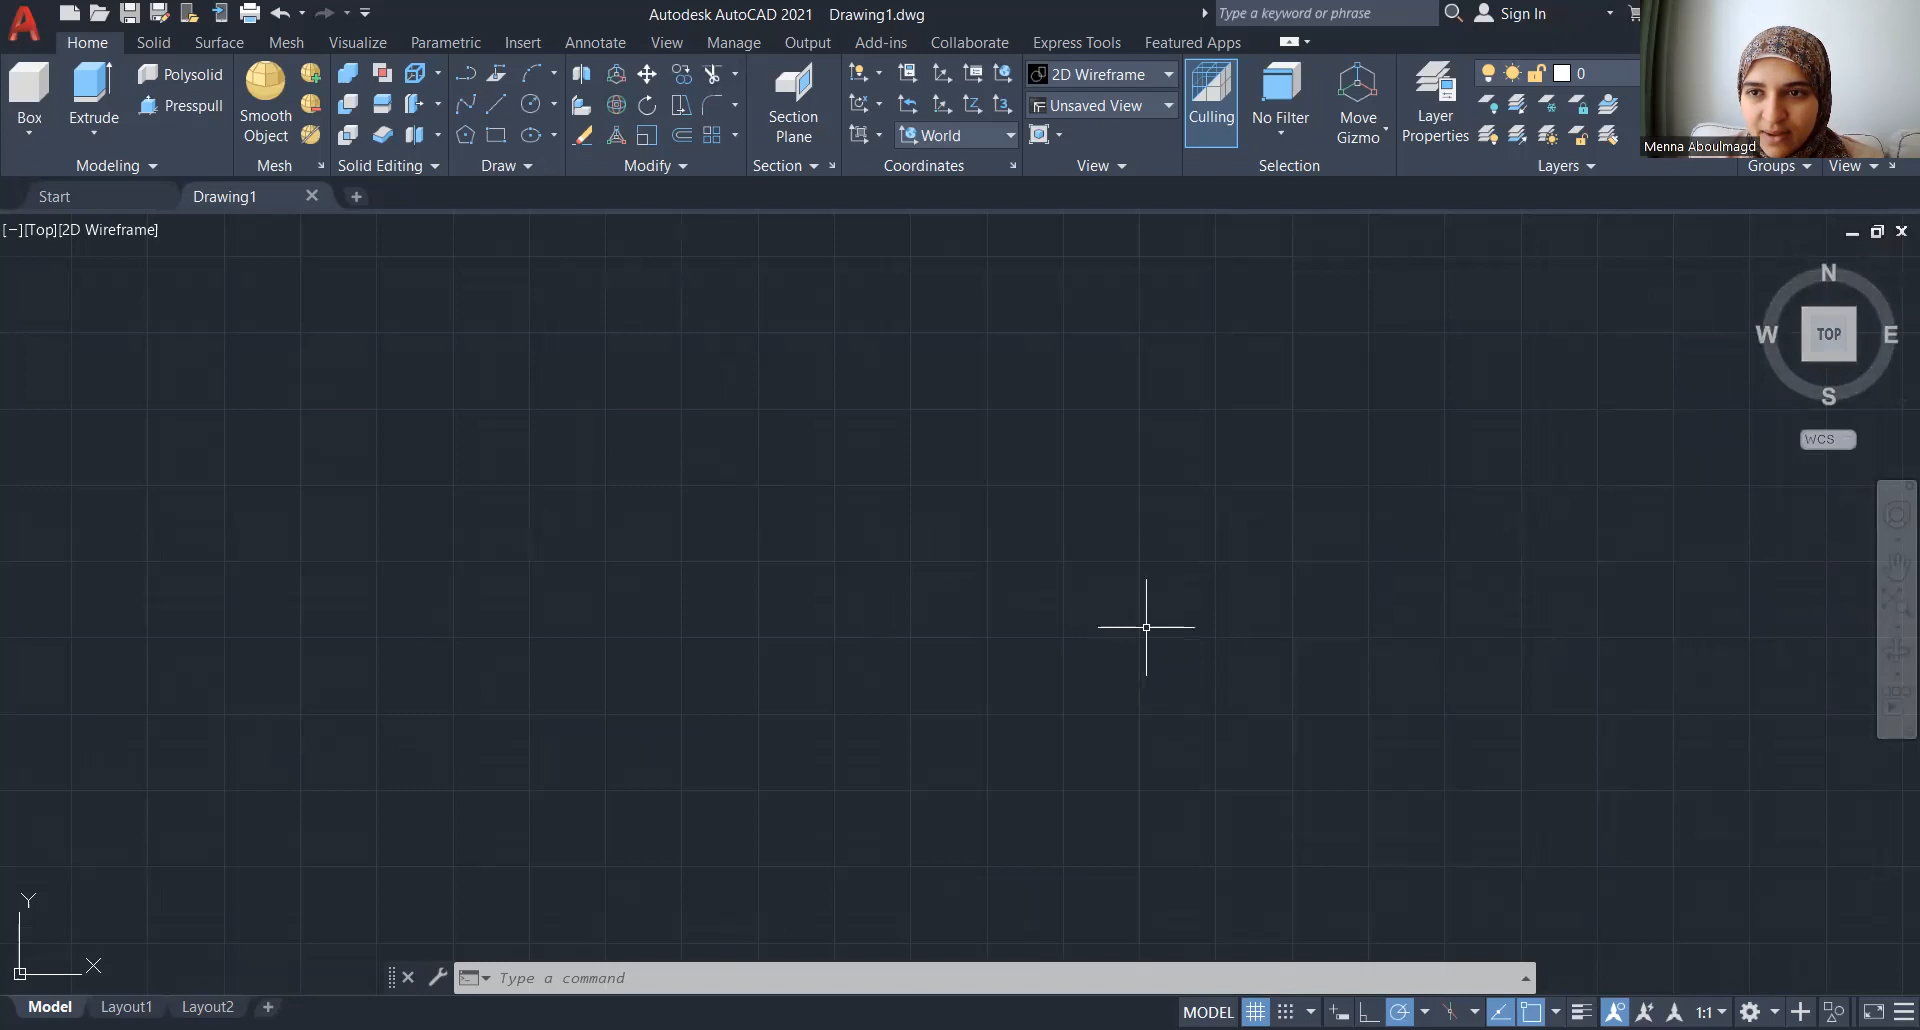 Autodesk AutoCAD 2021 Drawing1.dwg
Type a keyword or phrase
Sign In
Home Solid Surface Mesh Visualize Parametric Insert Annotate View Manage Output Add-ins Collaborate Express Tools Featured Apps
Box
Extrude
Polysolid
Presspull
Smooth
Object
Section
Plane
World
2D Wireframe
Unsaved View
Culling
No Filter
Move
Gizmo
Layer
Properties
0
Menna Aboulmagd
Modeling Mesh Solid Editing Draw Modify Section Coordinates View Selection Layers Groups View
Start Drawing1
[−][Top][2D Wireframe]
N
W TOP E
S
WCS
Y
X
Type a command
Model Layout1 Layout2
MODEL 1:1